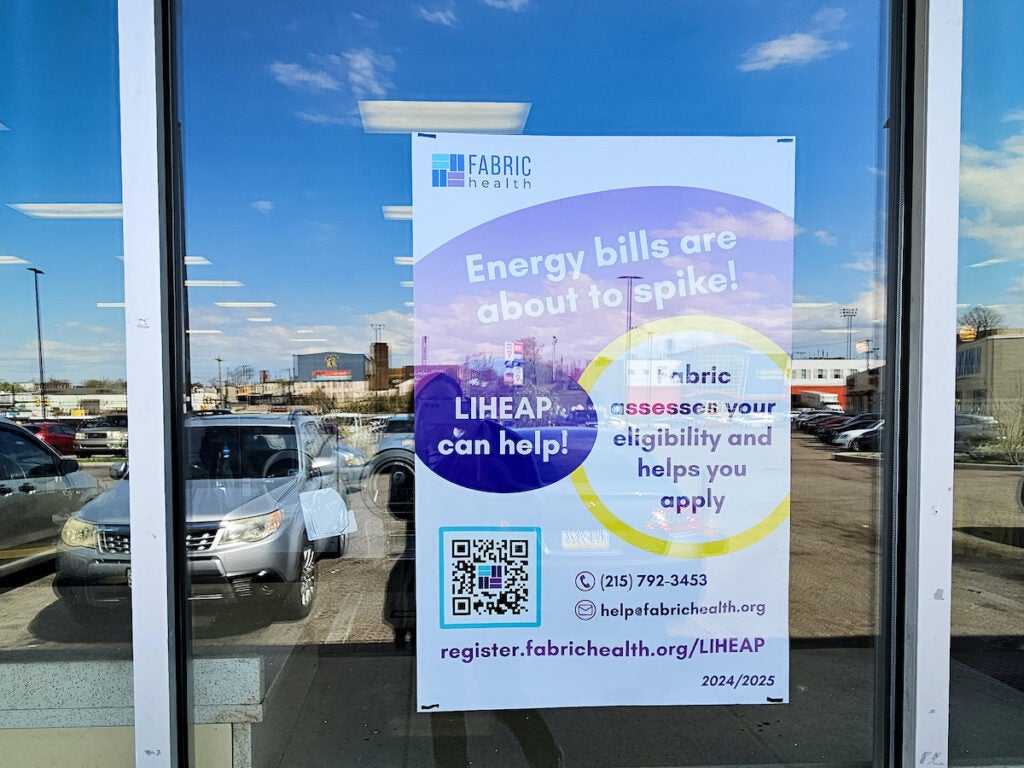 FABRIC
health
Energy bills are
about to spike!
LIHEAP
can help!
Fabric
assesses your
eligibility and
helps you
apply
(215) 792-3453
help@fabrichealth.org
register.fabrichealth.org/LIHEAP
2024/2025